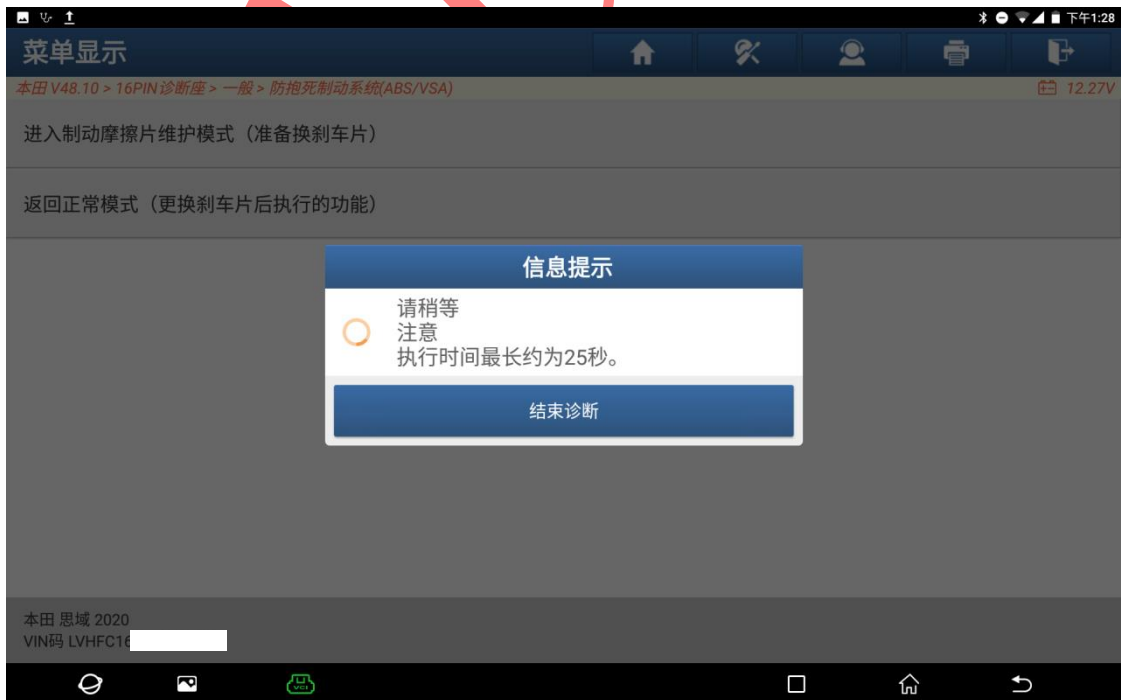 下午1:28
菜单显示
本田 V48.10 > 16PIN诊断座 > 一般 > 防抱死制动系统(ABS/VSA)
12.27V
进入制动摩擦片维护模式（准备换刹车片）
返回正常模式（更换刹车片后执行的功能）
信息提示
请稍等
注意
执行时间最长约为25秒。
结束诊断
本田 思域 2020
VIN码 LVHFC16
VCI